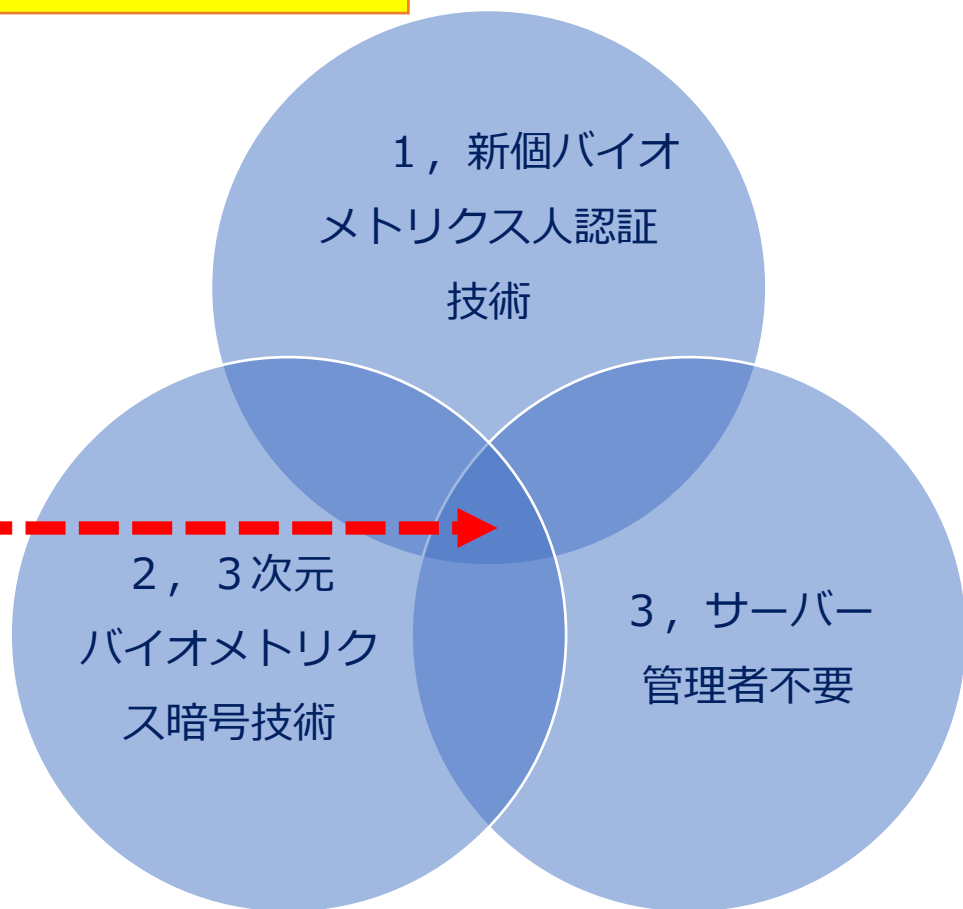 １，新個バイオ
メトリクス人認証
技術
２，３次元
バイオメトリク
ス暗号技術
３，サーバー
管理者不要